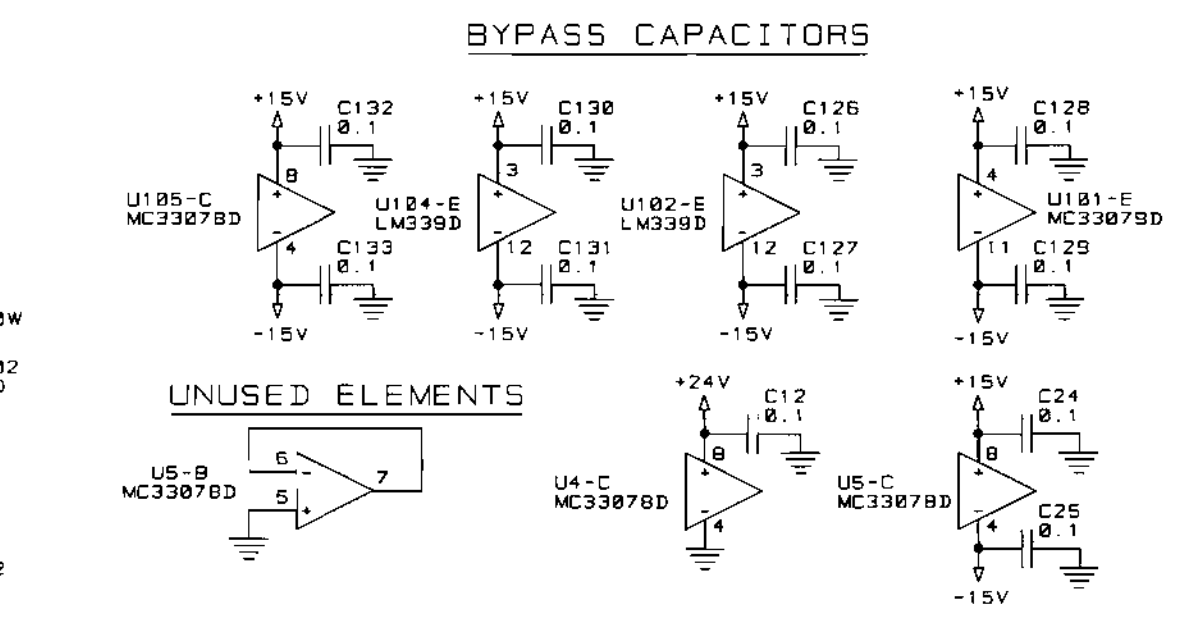 BYPASS CAPACITORS
+15V
C132
0.1
8
+
U105-C
MC33078D
-
4
C133
0.1
-15V
+15V
C130
0.1
3
+
U104-E
LM339D
-
12
C131
0.1
-15V
+15V
C126
0.1
3
+
U102-E
LM339D
-
12
C127
0.1
-15V
+15V
C128
0.1
4
+
U101-E
MC33079D
-
11
C129
0.1
-15V
UNUSED ELEMENTS
6
-
7
U5-B
MC33078D
5
+
+24V
C12
0.1
8
+
U4-C
MC33078D
-
4
+15V
C24
0.1
8
+
U5-C
MC33078D
-
4
C25
0.1
-15V